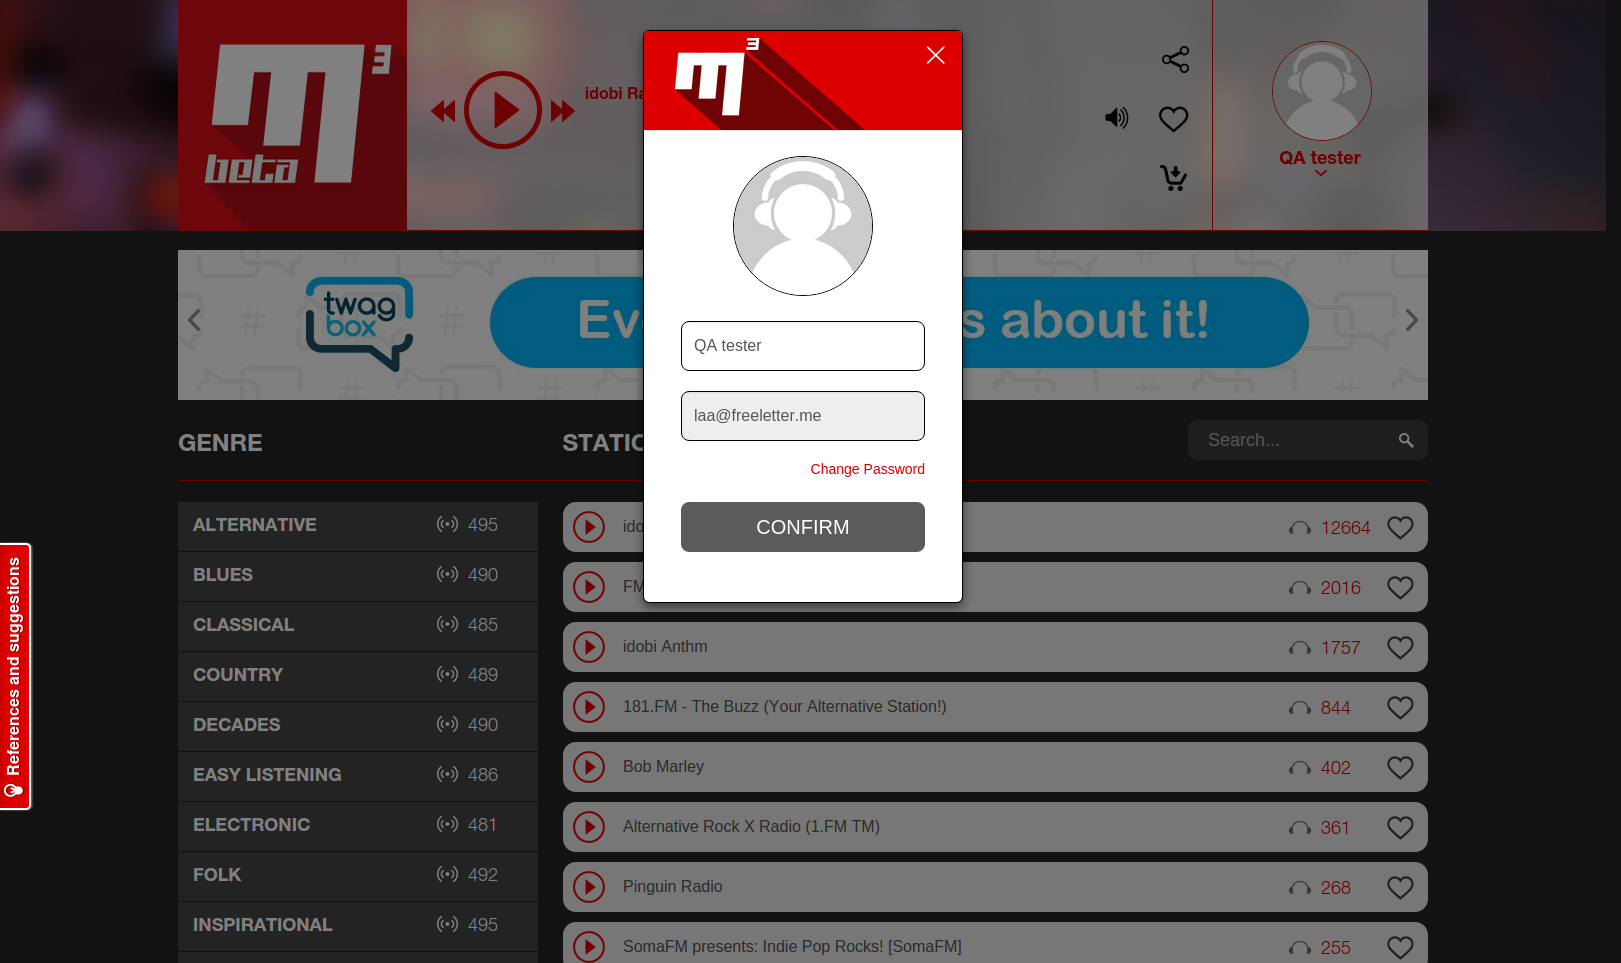 m3
beta
idobi Ra
QA tester
m3
QA tester
laa@freeletter.me
Change Password
CONFIRM
twag
box
Ev
s about it!
GENRE
STATIO
Search...
ALTERNATIVE 495
BLUES 490
CLASSICAL 485
COUNTRY 489
DECADES 490
EASY LISTENING 486
ELECTRONIC 481
FOLK 492
INSPIRATIONAL 495
ido 12664
FM 2016
idobi Anthm 1757
181.FM - The Buzz (Your Alternative Station!) 844
Bob Marley 402
Alternative Rock X Radio (1.FM TM) 361
Pinguin Radio 268
SomaFM presents: Indie Pop Rocks! [SomaFM] 255
References and suggestions